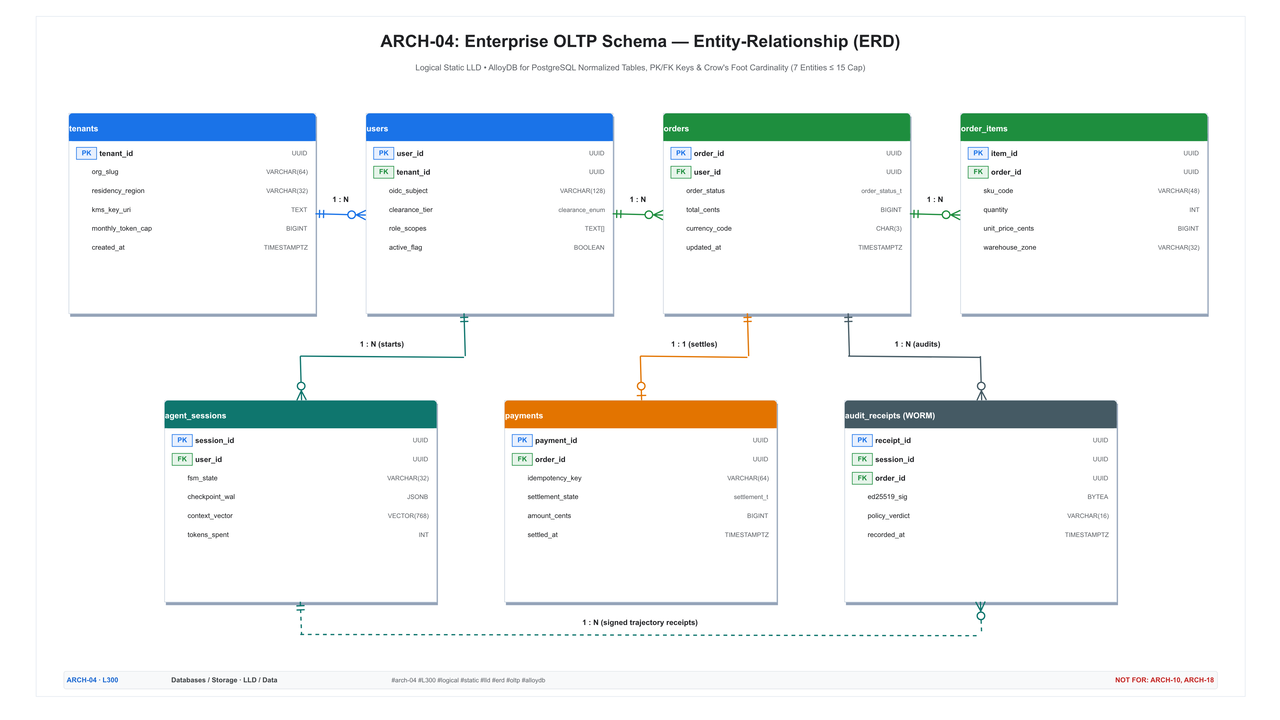 ARCH-04: Enterprise OLTP Schema — Entity-Relationship (ERD)
Logical Static LLD • AlloyDB for PostgreSQL Normalized Tables, PK/FK Keys & Crow's Foot Cardinality (7 Entities ≤ 15 Cap)
tenants
PK tenant_id UUID
org_slug VARCHAR(64)
residency_region VARCHAR(32)
kms_key_uri TEXT
monthly_token_cap BIGINT
created_at TIMESTAMPTZ
1 : N
users
PK user_id UUID
FK tenant_id UUID
oidc_subject VARCHAR(128)
clearance_tier clearance_enum
role_scopes TEXT[]
active_flag BOOLEAN
1 : N
orders
PK order_id UUID
FK user_id UUID
order_status order_status_t
total_cents BIGINT
currency_code CHAR(3)
updated_at TIMESTAMPTZ
1 : N
order_items
PK item_id UUID
FK order_id UUID
sku_code VARCHAR(48)
quantity INT
unit_price_cents BIGINT
warehouse_zone VARCHAR(32)
1 : N (starts)
1 : 1 (settles)
1 : N (audits)
agent_sessions
PK session_id UUID
FK user_id UUID
fsm_state VARCHAR(32)
checkpoint_wal JSONB
context_vector VECTOR(768)
tokens_spent INT
payments
PK payment_id UUID
FK order_id UUID
idempotency_key VARCHAR(64)
settlement_state settlement_t
amount_cents BIGINT
settled_at TIMESTAMPTZ
audit_receipts (WORM)
PK receipt_id UUID
FK session_id UUID
FK order_id UUID
ed25519_sig BYTEA
policy_verdict VARCHAR(16)
recorded_at TIMESTAMPTZ
1 : N (signed trajectory receipts)
ARCH-04 · L300 Databases / Storage · LLD / Data #arch-04 #L300 #logical #static #lld #erd #oltp #alloydb NOT FOR: ARCH-10, ARCH-18